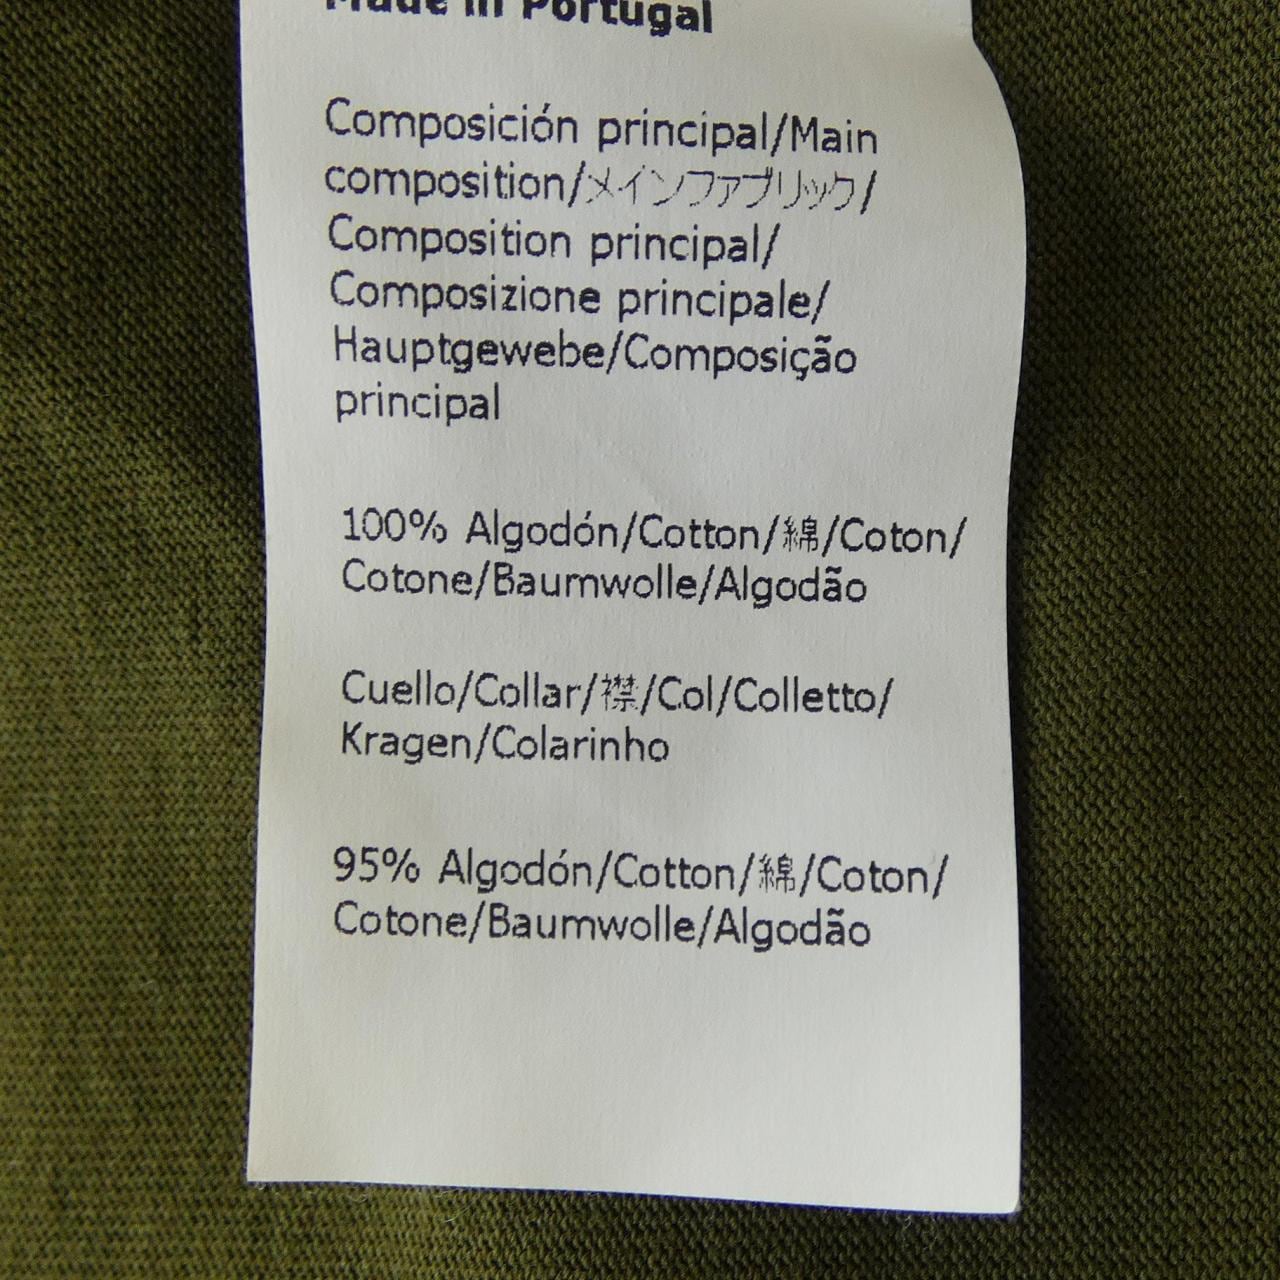 Made in Portugal
Composición principal/Main
composition/メインファブリック/
Composition principal/
Composizione principale/
Hauptgewebe/Composição
principal
100% Algodón/Cotton/綿/Coton/
Cotone/Baumwolle/Algodão
Cuello/Collar/襟/Col/Colletto/
Kragen/Colarinho
95% Algodón/Cotton/綿/Coton/
Cotone/Baumwolle/Algodão